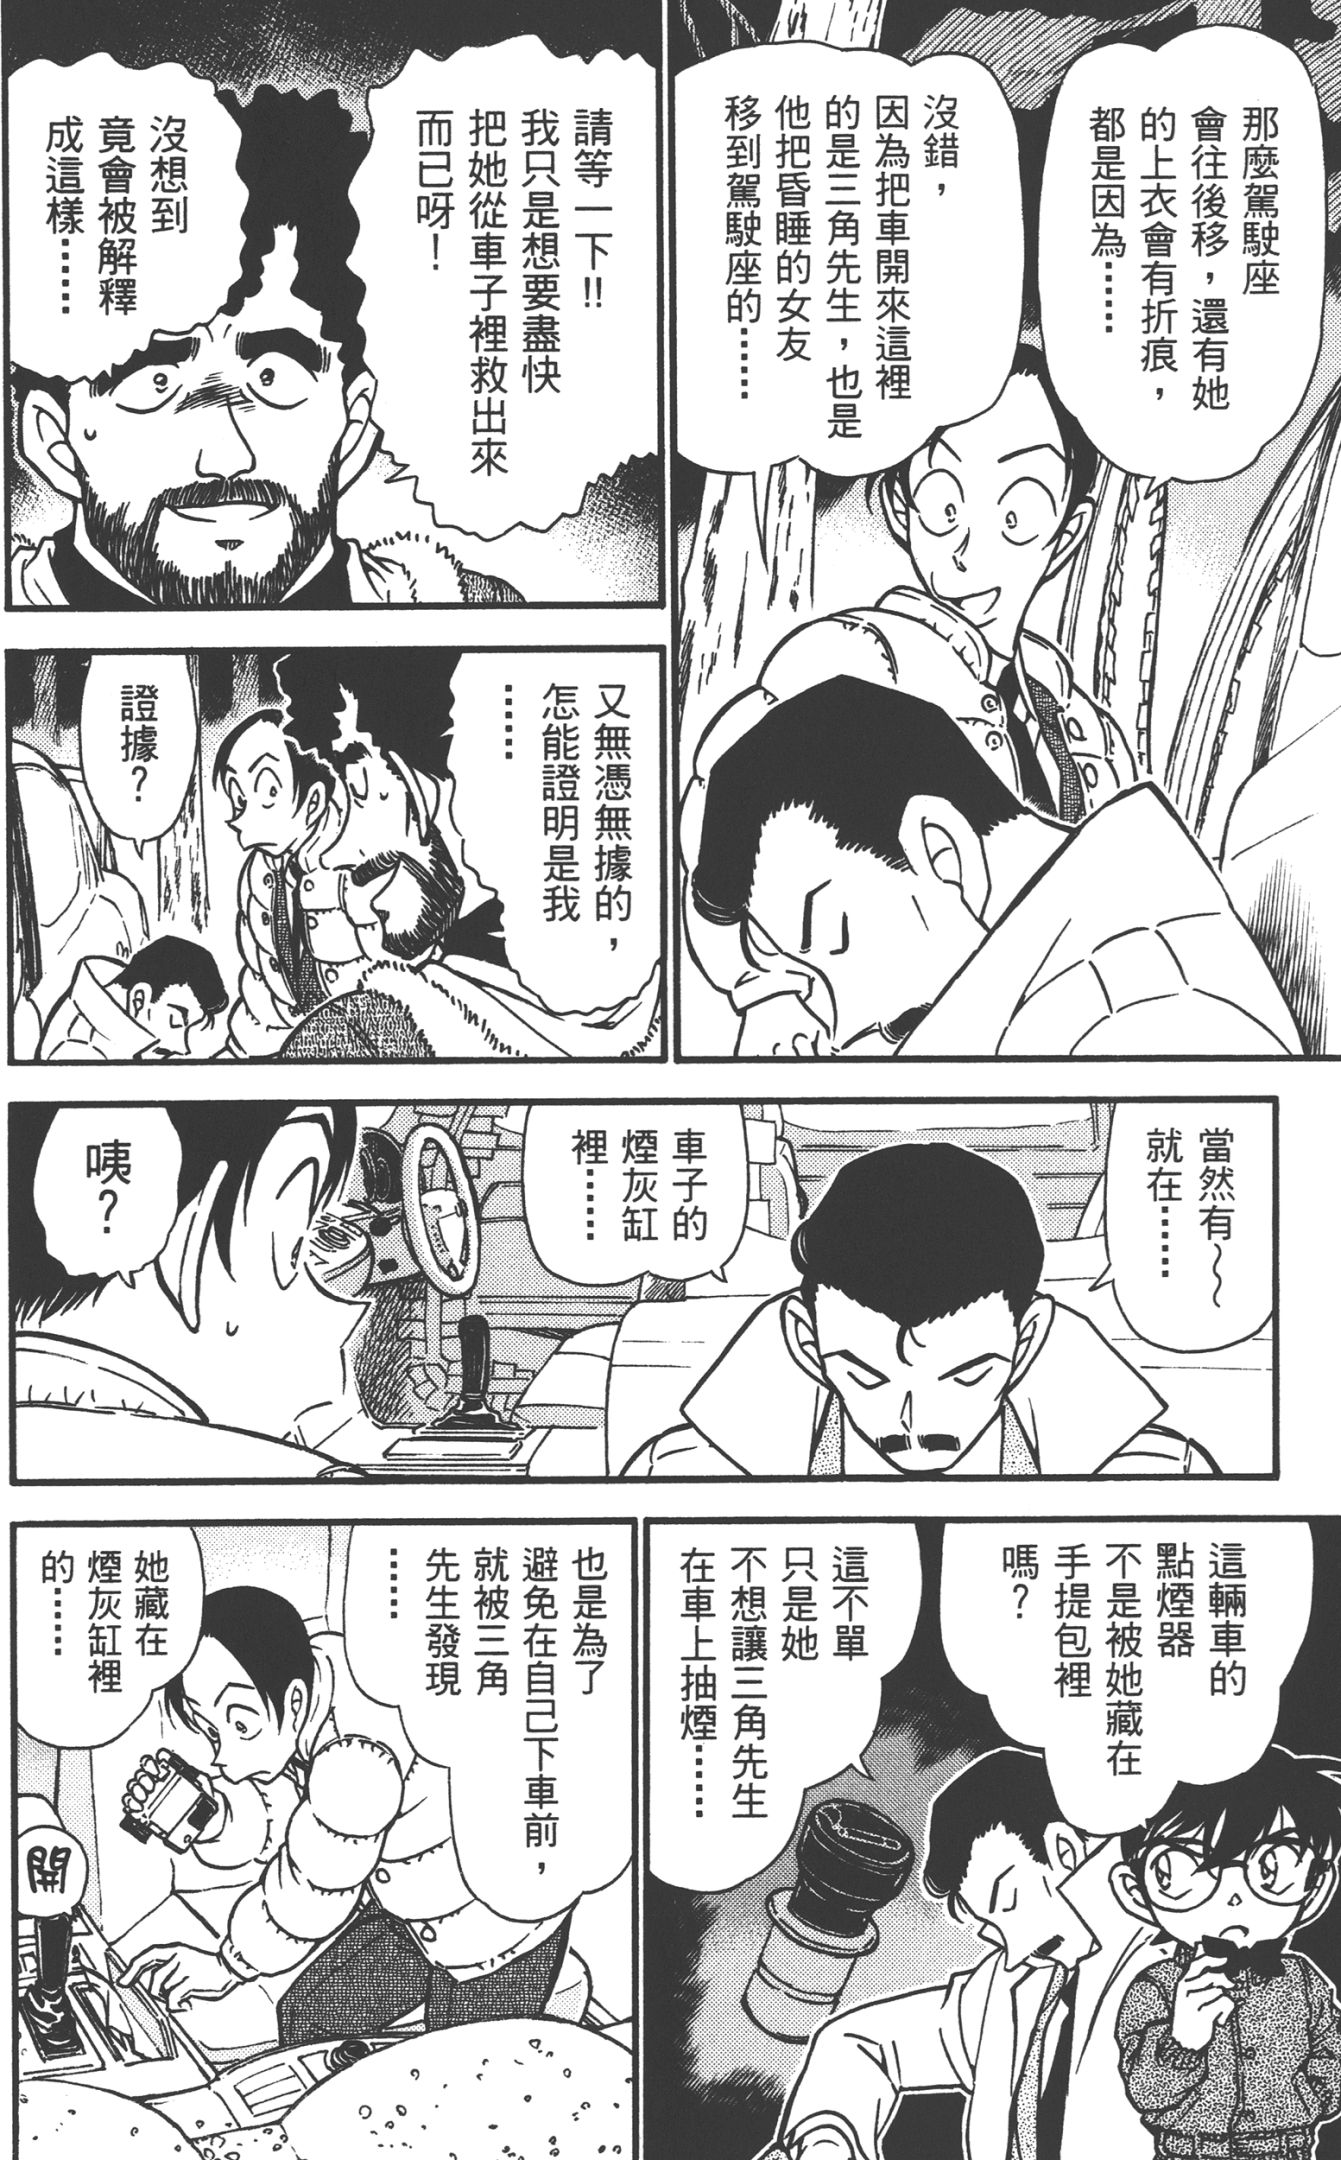 那麼駕駛座
會往後移，還有她
的上衣會有折痕，
都是因為……
沒錯，
因為把車開來這裡
的是三角先生，也是
他把昏睡的女友
移到駕駛座的……
請等一下!!
我只是想要盡快
把她從車子裡救出來
而已呀！
沒想到
竟會被解釋
成這樣……
又無憑無據的，
怎能證明是我
……
證據？
當然有～
就在……
車子的
煙灰缸
裡……
咦？
這輛車的
點煙器
不是被她藏在
手提包裡
嗎？
這不單
只是她
不想讓三角先生
在車上抽煙……
也是為了
避免在自己下車前，
就被三角
先生發現
……
她藏在
煙灰缸裡
的……
開